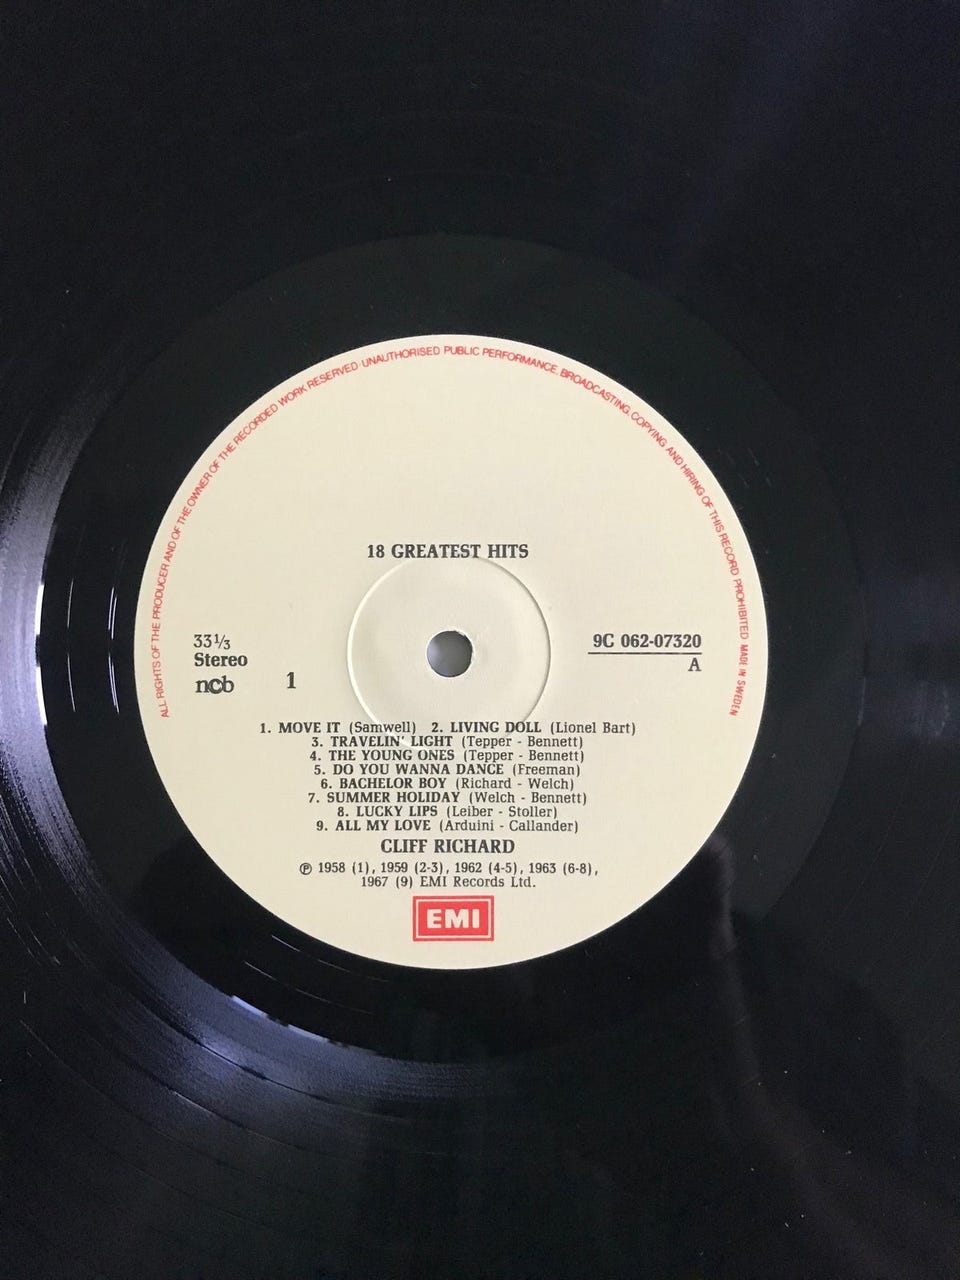 ALL RIGHTS OF THE PRODUCER AND OF THE OWNER OF THE RECORDED WORK RESERVED·UNAUTHORISED PUBLIC PERFORMANCE, BROADCASTING, COPYING AND HIRING OF THIS RECORD PROHIBITED MADE IN SWEDEN
18 GREATEST HITS
33⅓
Stereo
ncb
1
9C 062-07320
A
1. MOVE IT (Samwell) 2. LIVING DOLL (Lionel Bart)
3. TRAVELIN' LIGHT (Tepper - Bennett)
4. THE YOUNG ONES (Tepper - Bennett)
5. DO YOU WANNA DANCE (Freeman)
6. BACHELOR BOY (Richard - Welch)
7. SUMMER HOLIDAY (Welch - Bennett)
8. LUCKY LIPS (Leiber - Stoller)
9. ALL MY LOVE (Arduini - Callander)
CLIFF RICHARD
℗ 1958 (1), 1959 (2-3), 1962 (4-5), 1963 (6-8),
1967 (9) EMI Records Ltd.
EMI